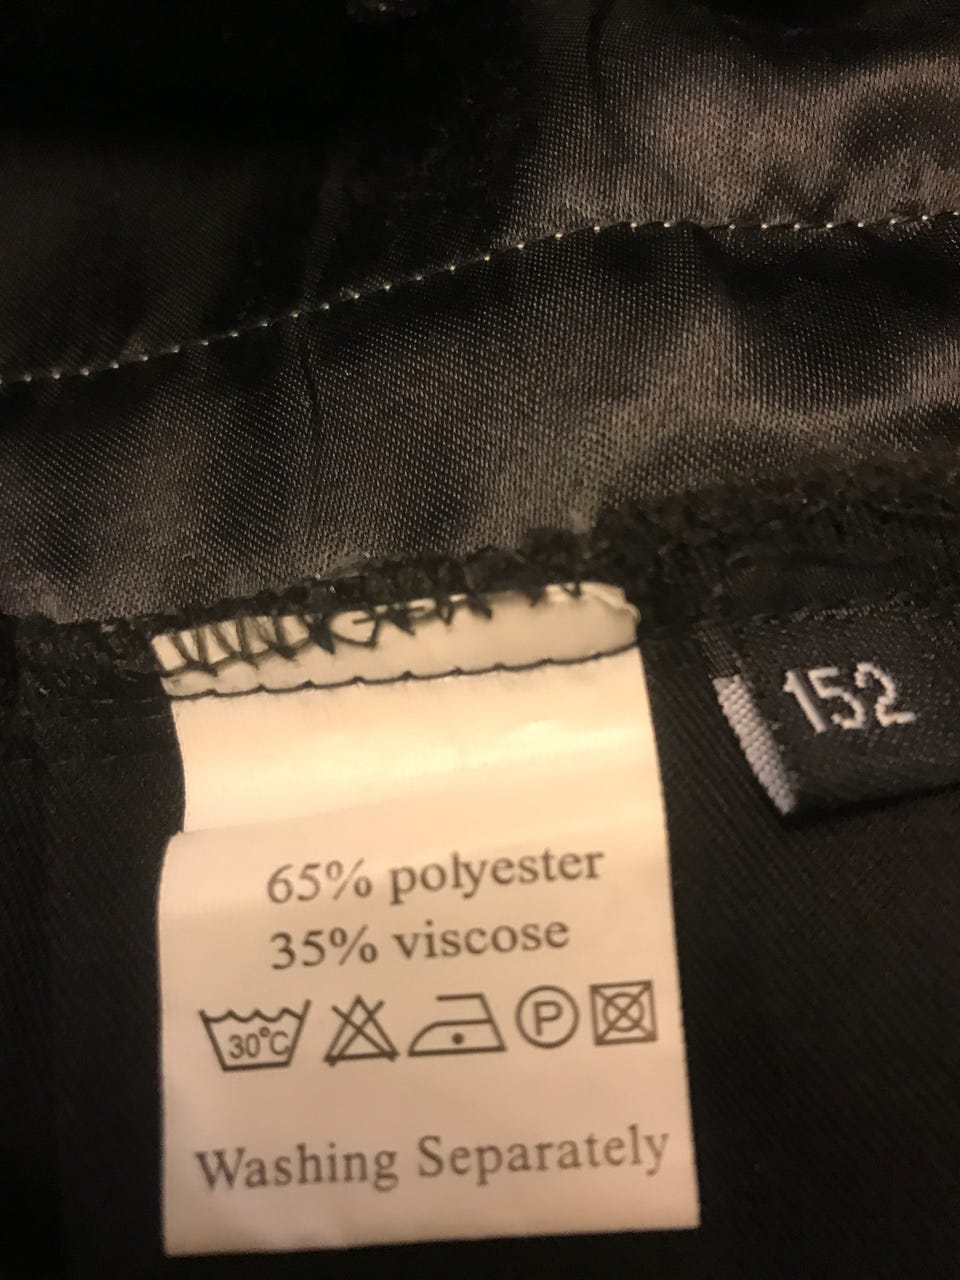 152
65% polyester
35% viscose
30°C P
Washing Separately